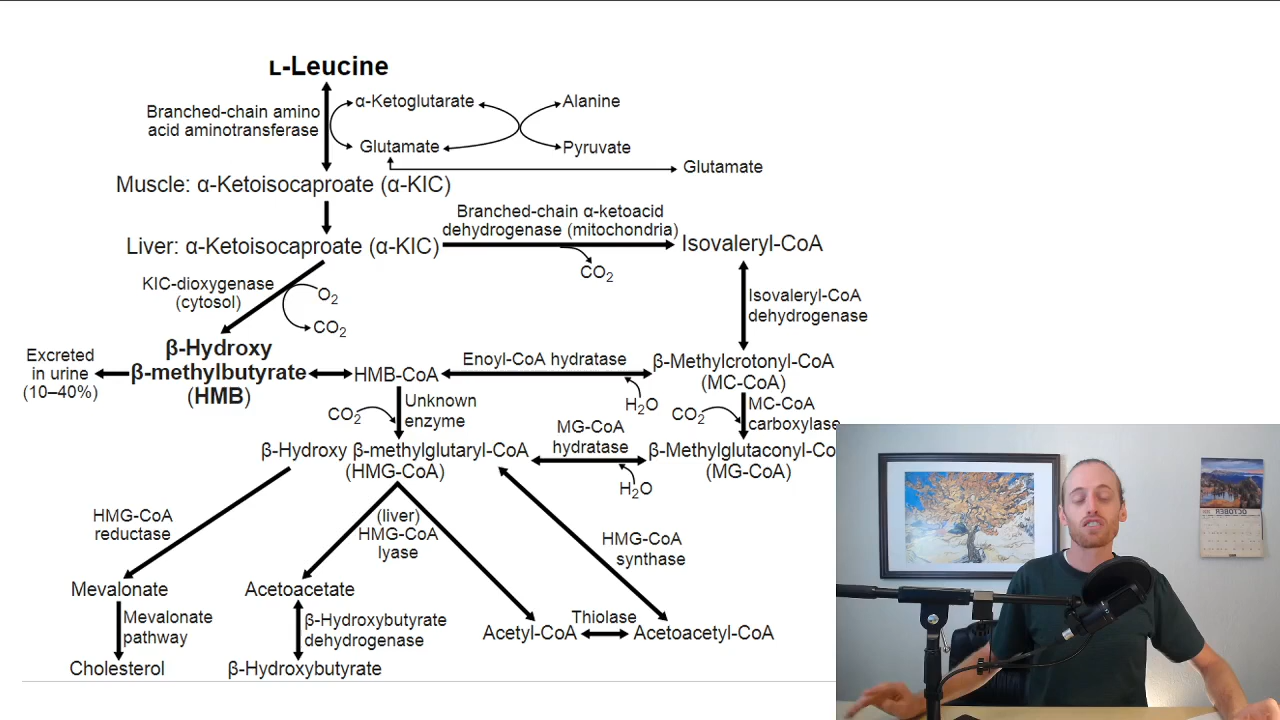 L-Leucine
Branched-chain amino
acid aminotransferase
α-Ketoglutarate
Alanine
Glutamate
Pyruvate
Glutamate
Muscle: α-Ketoisocaproate (α-KIC)
Branched-chain α-ketoacid
dehydrogenase (mitochondria)
Liver: α-Ketoisocaproate (α-KIC)
Isovaleryl-CoA
CO2
KIC-dioxygenase
(cytosol)
O2
CO2
Isovaleryl-CoA
dehydrogenase
Excreted
in urine
(10–40%)
β-Hydroxy
β-methylbutyrate
(HMB)
HMB-CoA
Enoyl-CoA hydratase
H2O
β-Methylcrotonyl-CoA
(MC-CoA)
CO2
Unknown
enzyme
CO2
MC-CoA
carboxylase
β-Hydroxy β-methylglutaryl-CoA
(HMG-CoA)
MG-CoA
hydratase
H2O
β-Methylglutaconyl-Co
(MG-CoA)
HMG-CoA
reductase
(liver)
HMG-CoA
lyase
HMG-CoA
synthase
Mevalonate
Acetoacetate
Mevalonate
pathway
β-Hydroxybutyrate
dehydrogenase
Acetyl-CoA
Thiolase
Acetoacetyl-CoA
Cholesterol
β-Hydroxybutyrate
OCTOBER